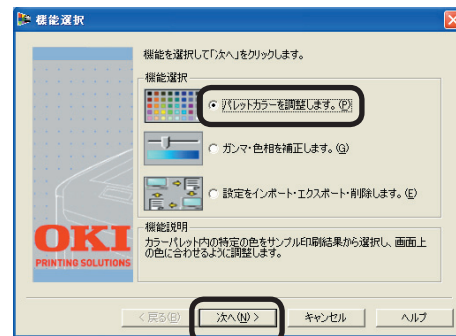 機能選択
機能を選択して「次へ」をクリックします。
機能選択
パレットカラーを調整します。(P)
ガンマ・色相を補正します。(G)
設定をインポート・エクスポート・削除します。(E)
機能説明
カラーパレット内の特定の色をサンプル印刷結果から選択し、画面上
の色に合わせるように調整します。
OKI
PRINTING SOLUTIONS
< 戻る(B)
次へ(N) >
キャンセル
ヘルプ